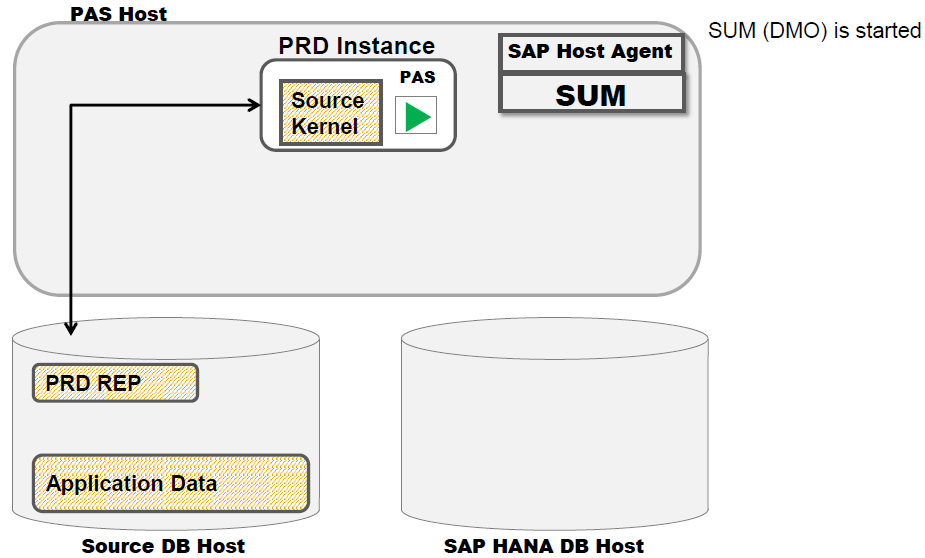 PAS Host
SUM (DMO) is started
PRD Instance
SAP Host Agent
SUM
PAS
Source
Kernel
PRD REP
Application Data
Source DB Host
SAP HANA DB Host